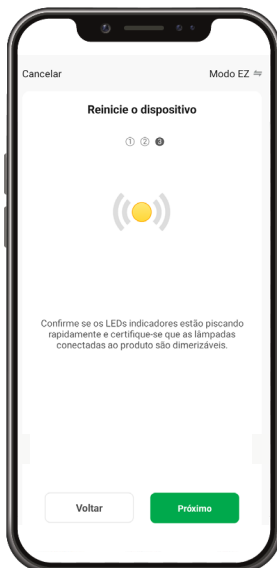 Cancelar
Modo EZ ⇋
Reinicie o dispositivo
① ② ❸
Confirme se os LEDs indicadores estão piscando
rapidamente e certifique-se que as lâmpadas
conectadas ao produto são dimerizáveis.
Voltar
Próximo